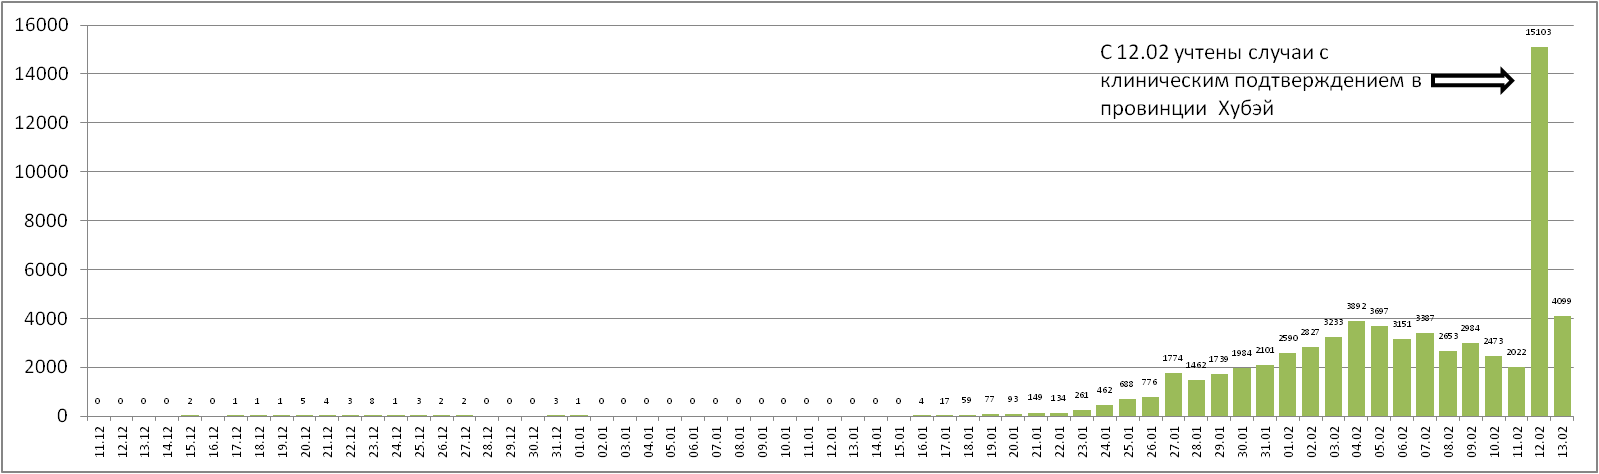 16000
14000
12000
10000
8000
6000
4000
2000
0
С 12.02 учтены случаи с
клиническим подтверждением в
провинции Хубэй
0 0 0 0 2 0 1 1 1 5 4 3 8 1 3 2 2 0 0 0 3 1 0 0 0 0 0 0 0 0 0 0 0 0 0 0 4 17 59 77 93 149 134 261 462 688 776 1774 1462 1739 1984 2101 2590 2827 3233 3892 3697 3151 3387 2653 2984 2473 2022 15103 4099
11.12 12.12 13.12 14.12 15.12 16.12 17.12 18.12 19.12 20.12 21.12 22.12 23.12 24.12 25.12 26.12 27.12 28.12 29.12 30.12 31.12 01.01 02.01 03.01 04.01 05.01 06.01 07.01 08.01 09.01 10.01 11.01 12.01 13.01 14.01 15.01 16.01 17.01 18.01 19.01 20.01 21.01 22.01 23.01 24.01 25.01 26.01 27.01 28.01 29.01 30.01 31.01 01.02 02.02 03.02 04.02 05.02 06.02 07.02 08.02 09.02 10.02 11.02 12.02 13.02